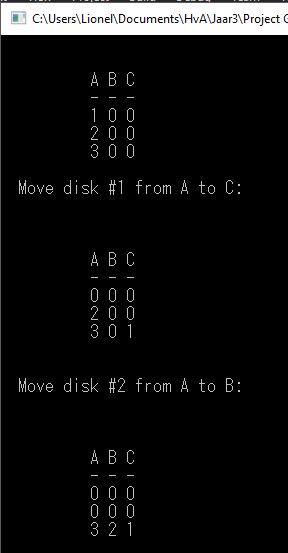 C:\Users\Lionel\Documents\HvA\Jaar3\Project G
A B C
- - -
1 0 0
2 0 0
3 0 0
Move disk #1 from A to C:
A B C
- - -
0 0 0
2 0 0
3 0 1
Move disk #2 from A to B:
A B C
- - -
0 0 0
0 0 0
3 2 1